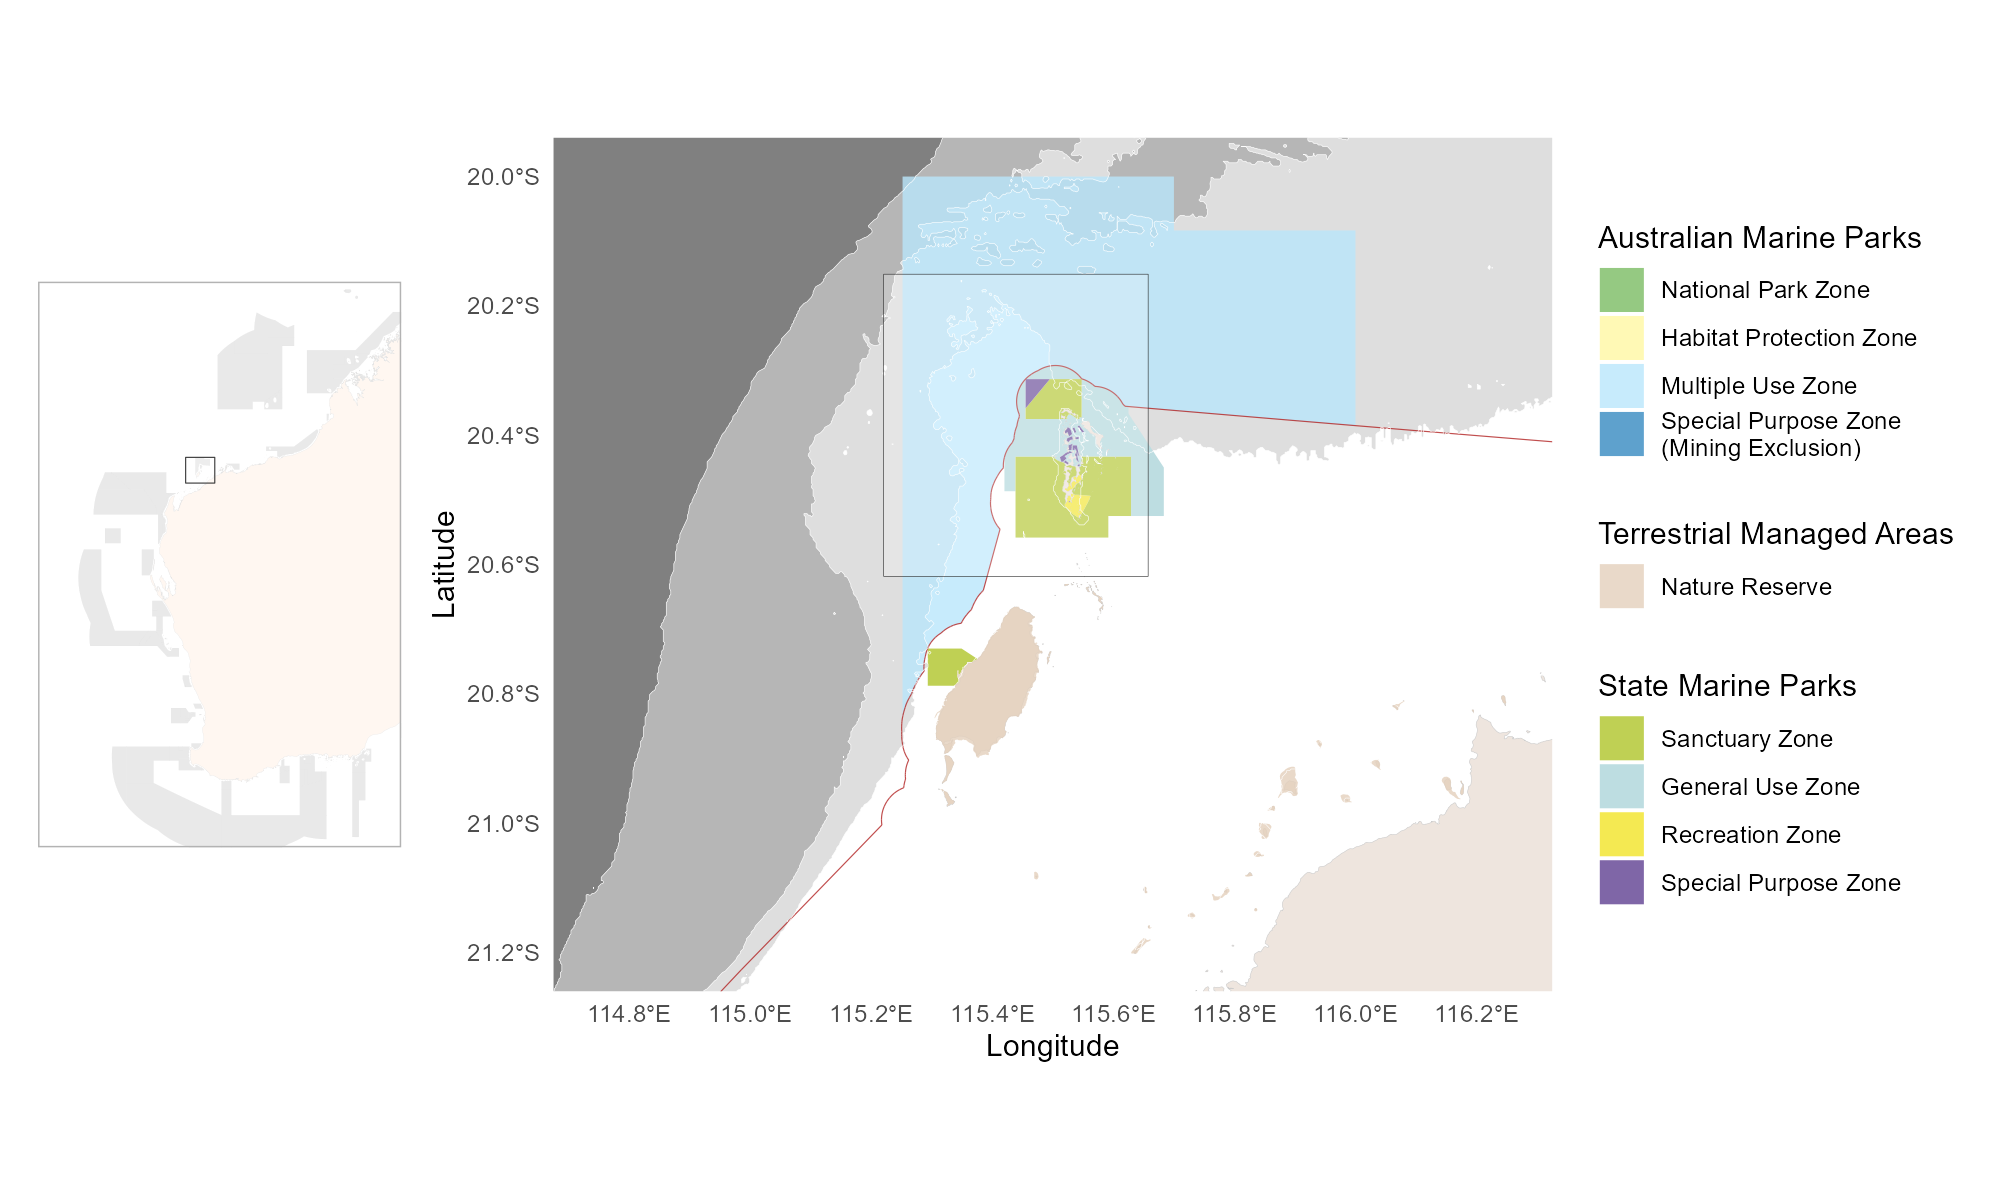 20.0°S
20.2°S
20.4°S
20.6°S
20.8°S
21.0°S
21.2°S
Latitude
114.8°E 115.0°E 115.2°E 115.4°E 115.6°E 115.8°E 116.0°E 116.2°E
Longitude
Australian Marine Parks
National Park Zone
Habitat Protection Zone
Multiple Use Zone
Special Purpose Zone
(Mining Exclusion)
Terrestrial Managed Areas
Nature Reserve
State Marine Parks
Sanctuary Zone
General Use Zone
Recreation Zone
Special Purpose Zone